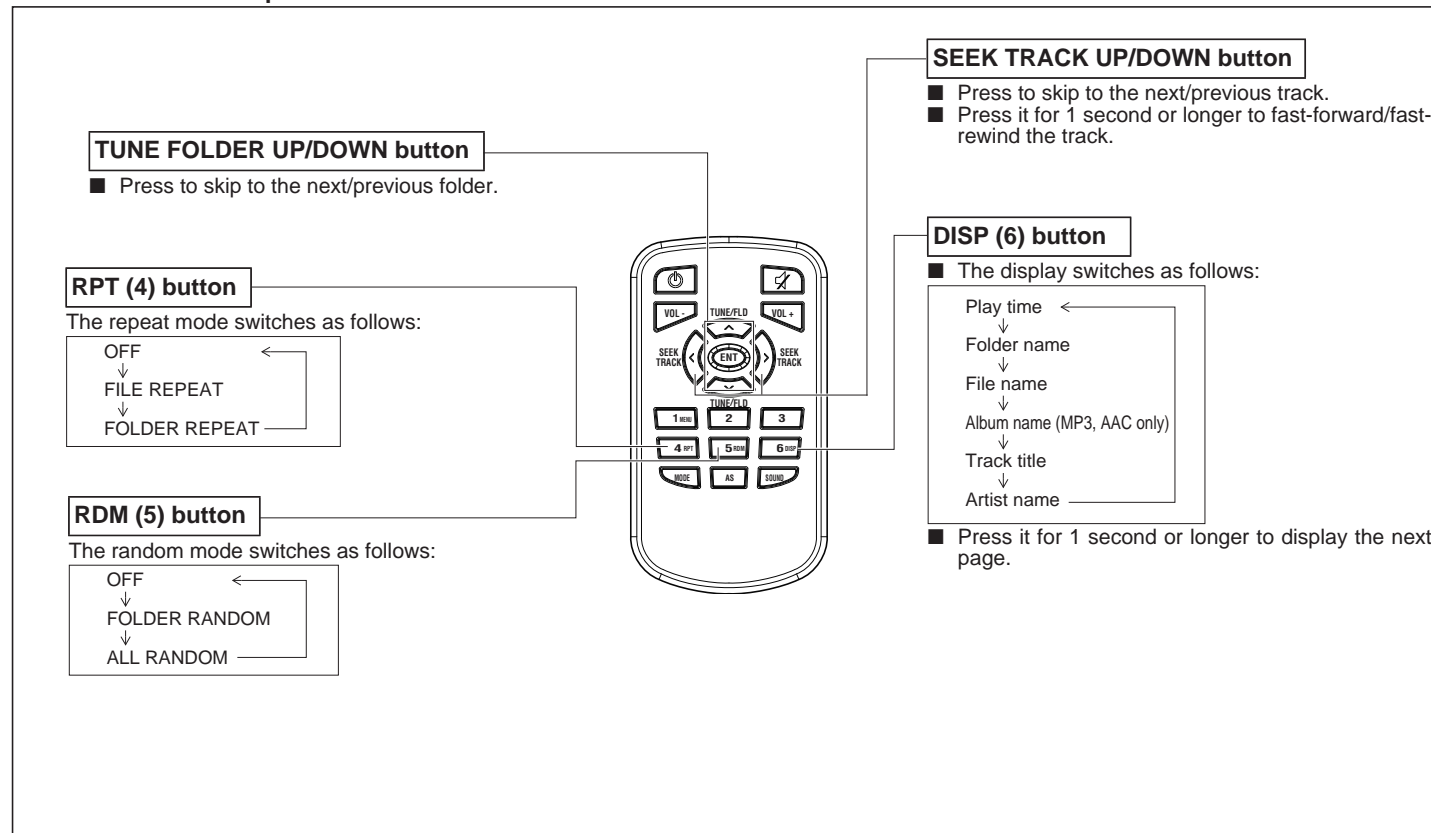 SEEK TRACK UP/DOWN button
■ Press to skip to the next/previous track.
■ Press it for 1 second or longer to fast-forward/fast-
rewind the track.
TUNE FOLDER UP/DOWN button
■ Press to skip to the next/previous folder.
DISP (6) button
■ The display switches as follows:
Play time
Folder name
File name
Album name (MP3, AAC only)
Track title
Artist name
■ Press it for 1 second or longer to display the next
page.
RPT (4) button
The repeat mode switches as follows:
OFF
FILE REPEAT
FOLDER REPEAT
RDM (5) button
The random mode switches as follows:
OFF
FOLDER RANDOM
ALL RANDOM
VOL -
TUNE/FLD
VOL +
SEEK
TRACK
ENT
SEEK
TRACK
TUNE/FLD
1 MENU
2
3
4 RPT
5 RDM
6 DISP
MODE
AS
SOUND